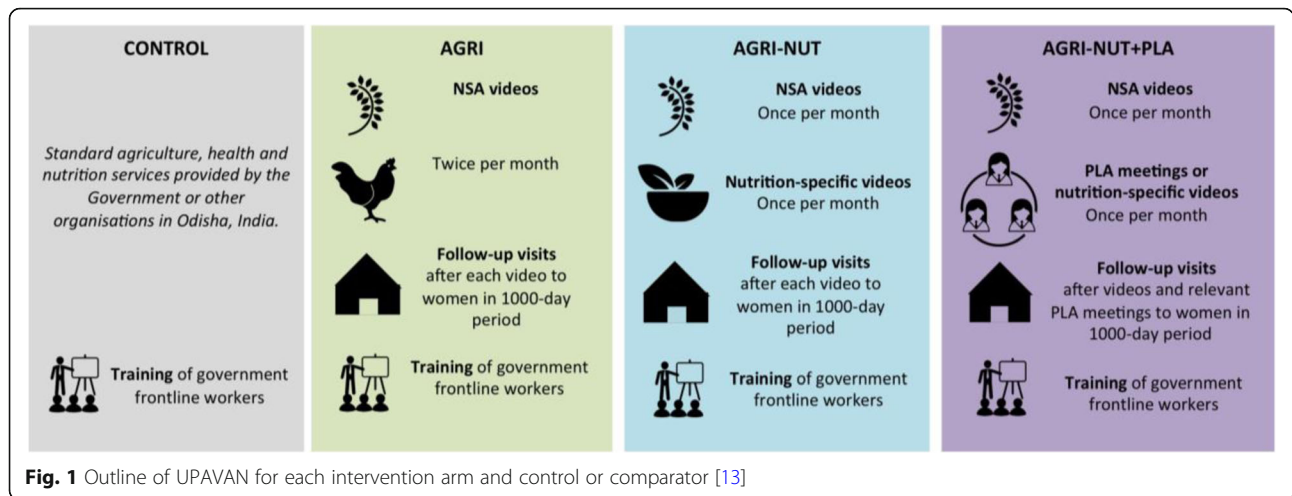 CONTROL
Standard agriculture, health and
nutrition services provided by the
Government or other
organisations in Odisha, India.
Training of government
frontline workers
AGRI
NSA videos
Twice per month
Follow-up visits
after each video to
women in 1000-day
period
Training of government
frontline workers
AGRI-NUT
NSA videos
Once per month
Nutrition-specific videos
Once per month
Follow-up visits
after each video to
women in 1000-day
period
Training of government
frontline workers
AGRI-NUT+PLA
NSA videos
Once per month
PLA meetings or
nutrition-specific videos
Once per month
Follow-up visits
after videos and relevant
PLA meetings to women in
1000-day period
Training of government
frontline workers
Fig. 1 Outline of UPAVAN for each intervention arm and control or comparator [13]